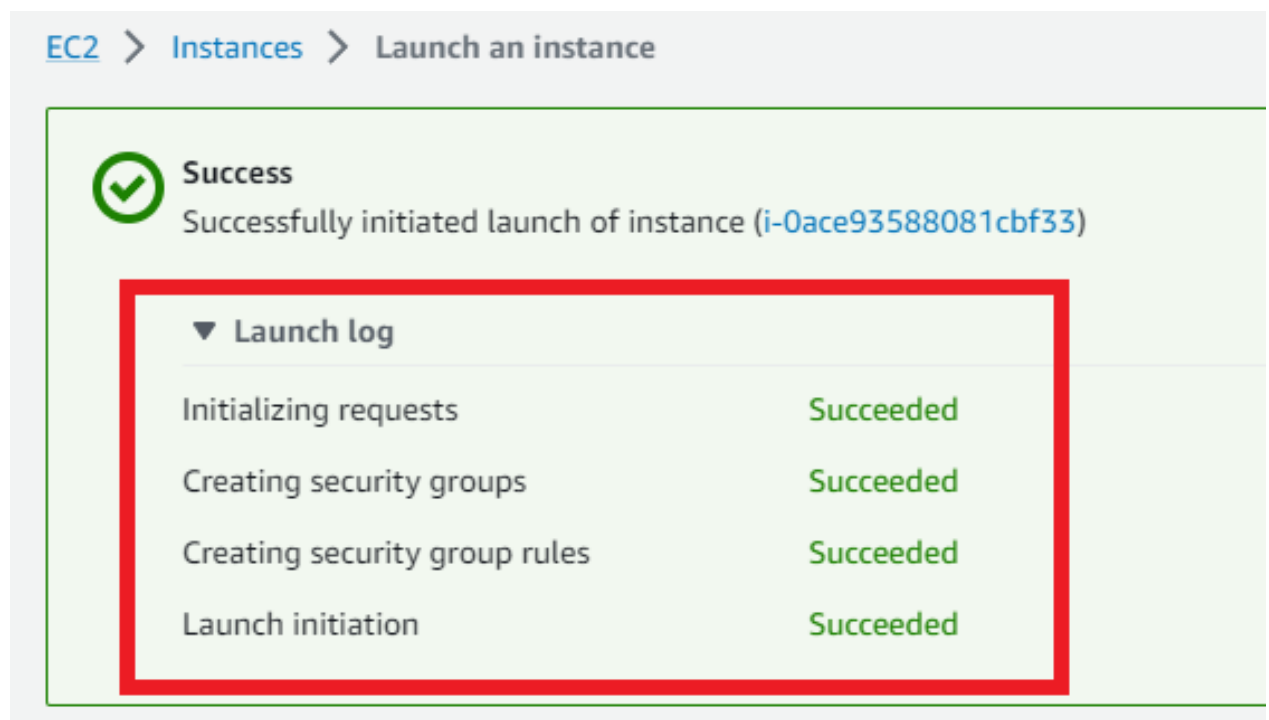 EC2 > Instances > Launch an instance
Success
Successfully initiated launch of instance (i-0ace93588081cbf33)
▼ Launch log
Initializing requests Succeeded
Creating security groups Succeeded
Creating security group rules Succeeded
Launch initiation Succeeded